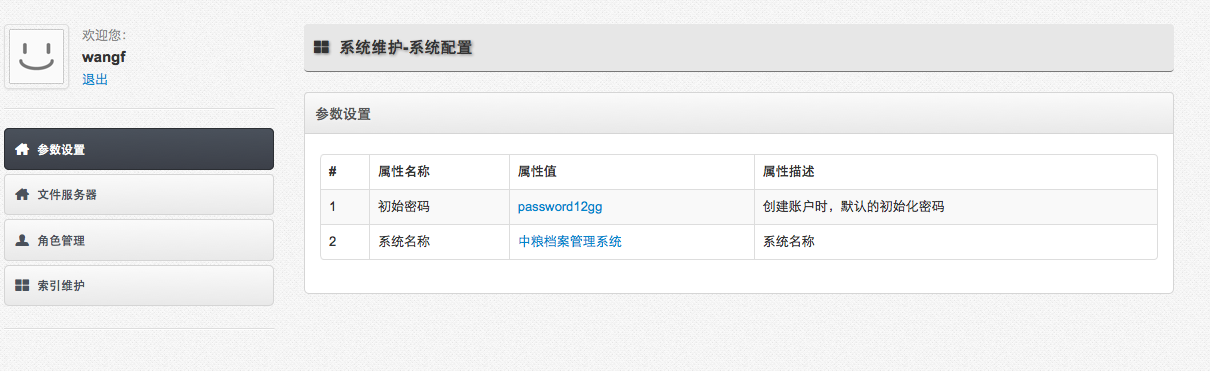 欢迎您：
wangf
退出
参数设置
文件服务器
角色管理
索引维护
系统维护-系统配置
参数设置
# 属性名称 属性值 属性描述
1 初始密码 password12gg 创建账户时，默认的初始化密码
2 系统名称 中粮档案管理系统 系统名称